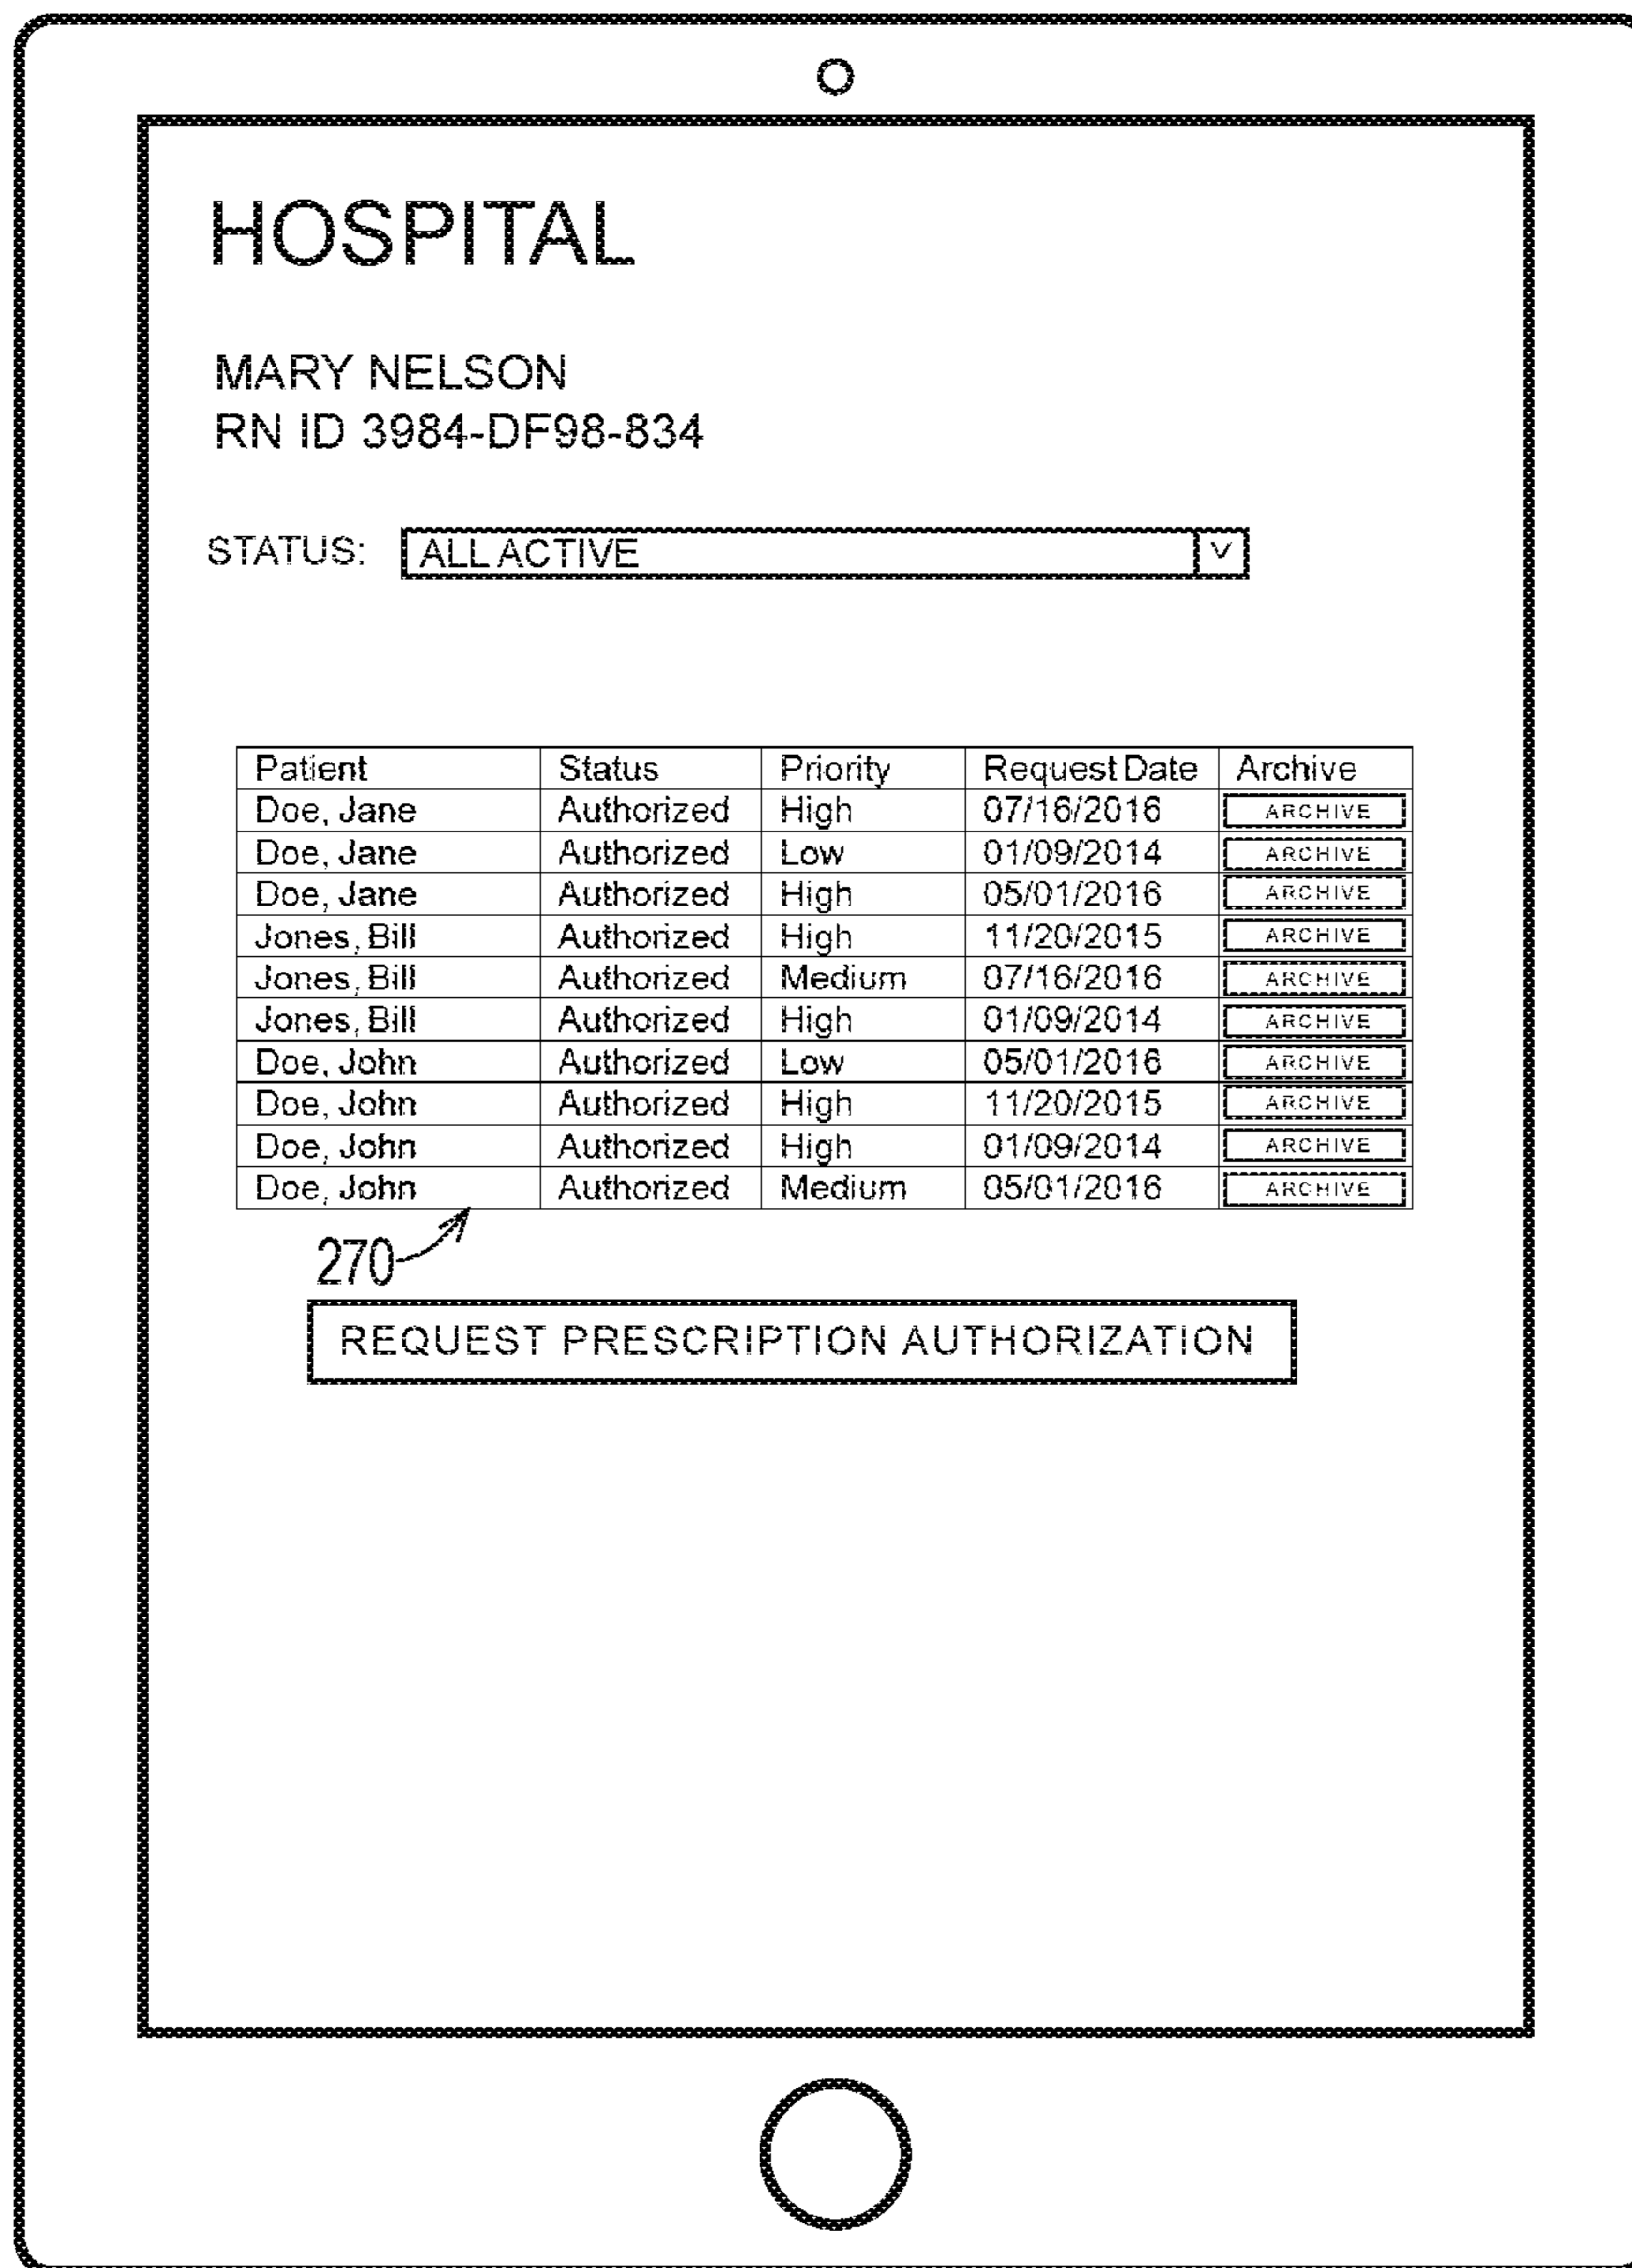 HOSPITAL
MARY NELSON
RN ID 3984-DF98-834
STATUS: ALL ACTIVE V
Patient Status Priority Request Date Archive
Doe, Jane Authorized High 07/16/2016 ARCHIVE
Doe, Jane Authorized Low 01/09/2014 ARCHIVE
Doe, Jane Authorized High 05/01/2016 ARCHIVE
Jones, Bill Authorized High 11/20/2015 ARCHIVE
Jones, Bill Authorized Medium 07/16/2016 ARCHIVE
Jones, Bill Authorized High 01/09/2014 ARCHIVE
Doe, John Authorized Low 05/01/2016 ARCHIVE
Doe, John Authorized High 11/20/2015 ARCHIVE
Doe, John Authorized High 01/09/2014 ARCHIVE
Doe, John Authorized Medium 05/01/2016 ARCHIVE
270
REQUEST PRESCRIPTION AUTHORIZATION